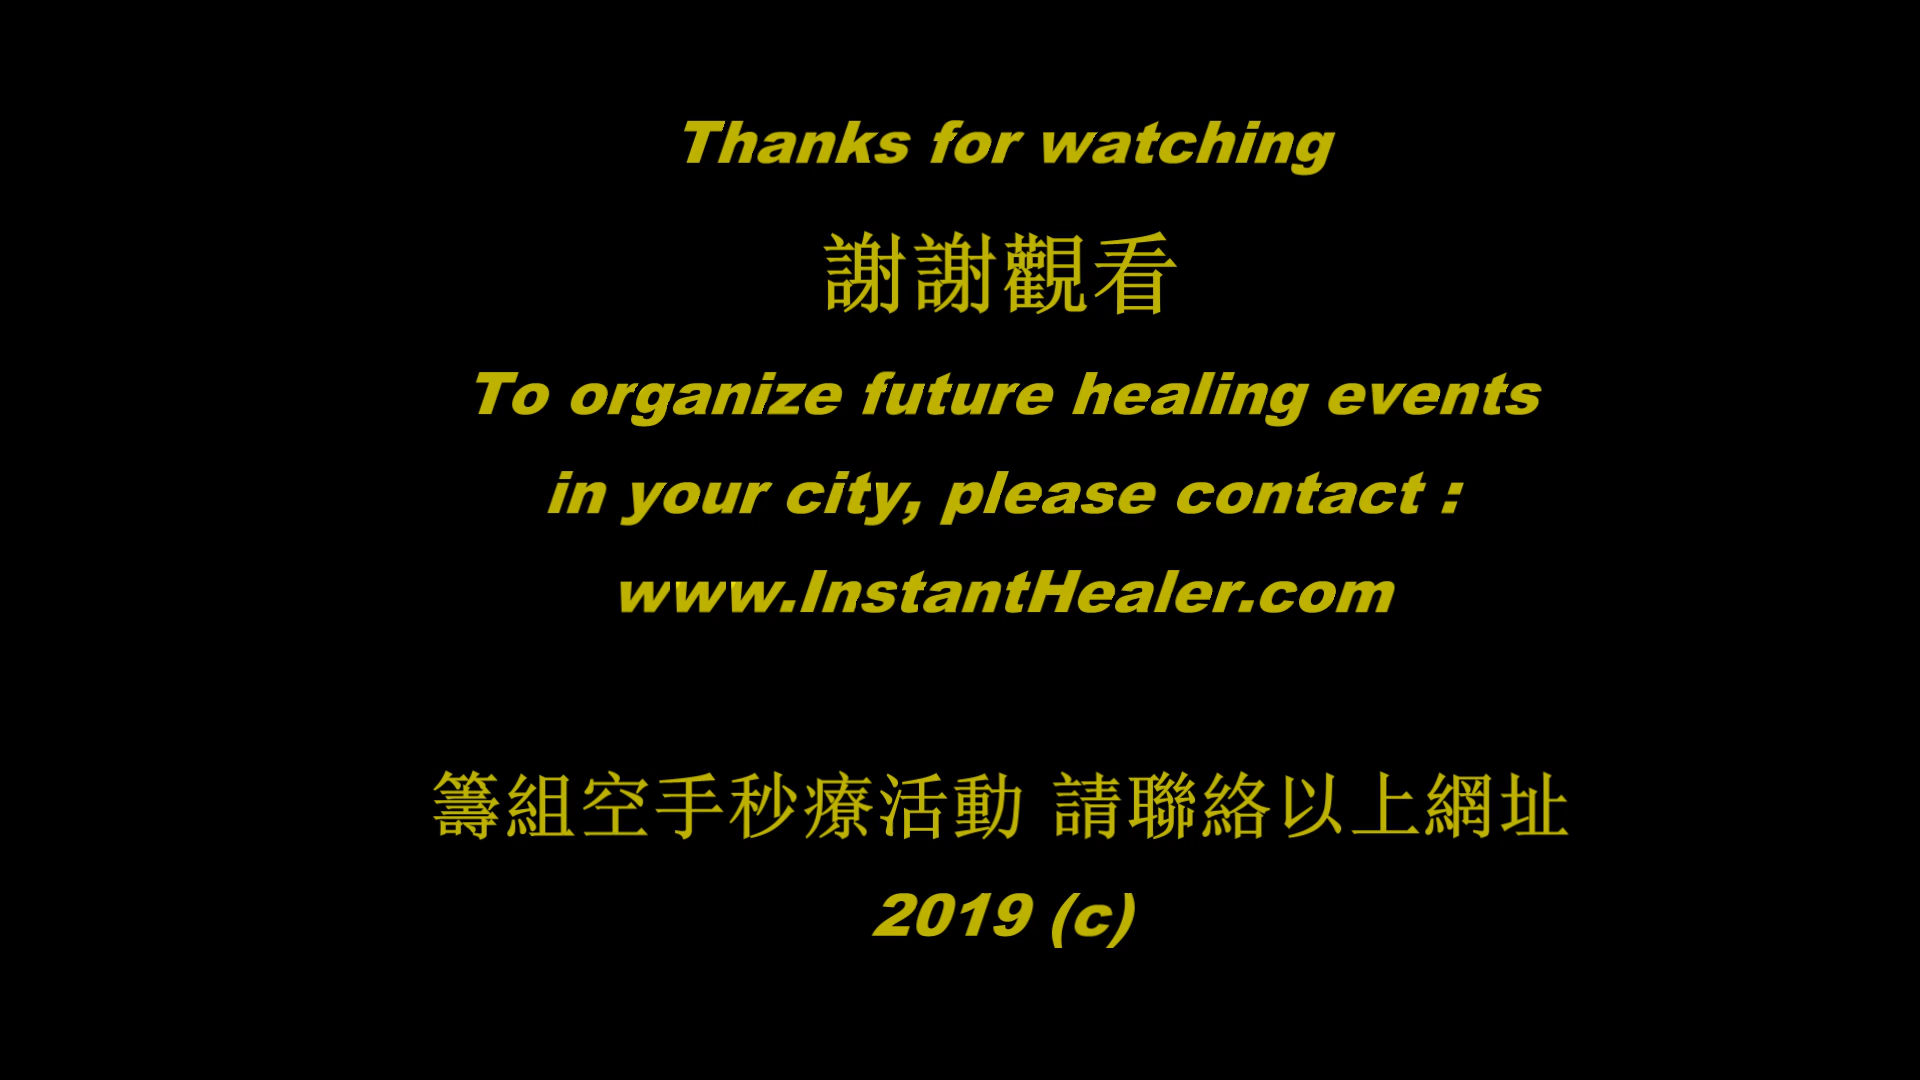 Thanks for watching
謝謝觀看
To organize future healing events
in your city, please contact :
www.InstantHealer.com
籌組空手秒療活動 請聯絡以上網址
2019 (c)